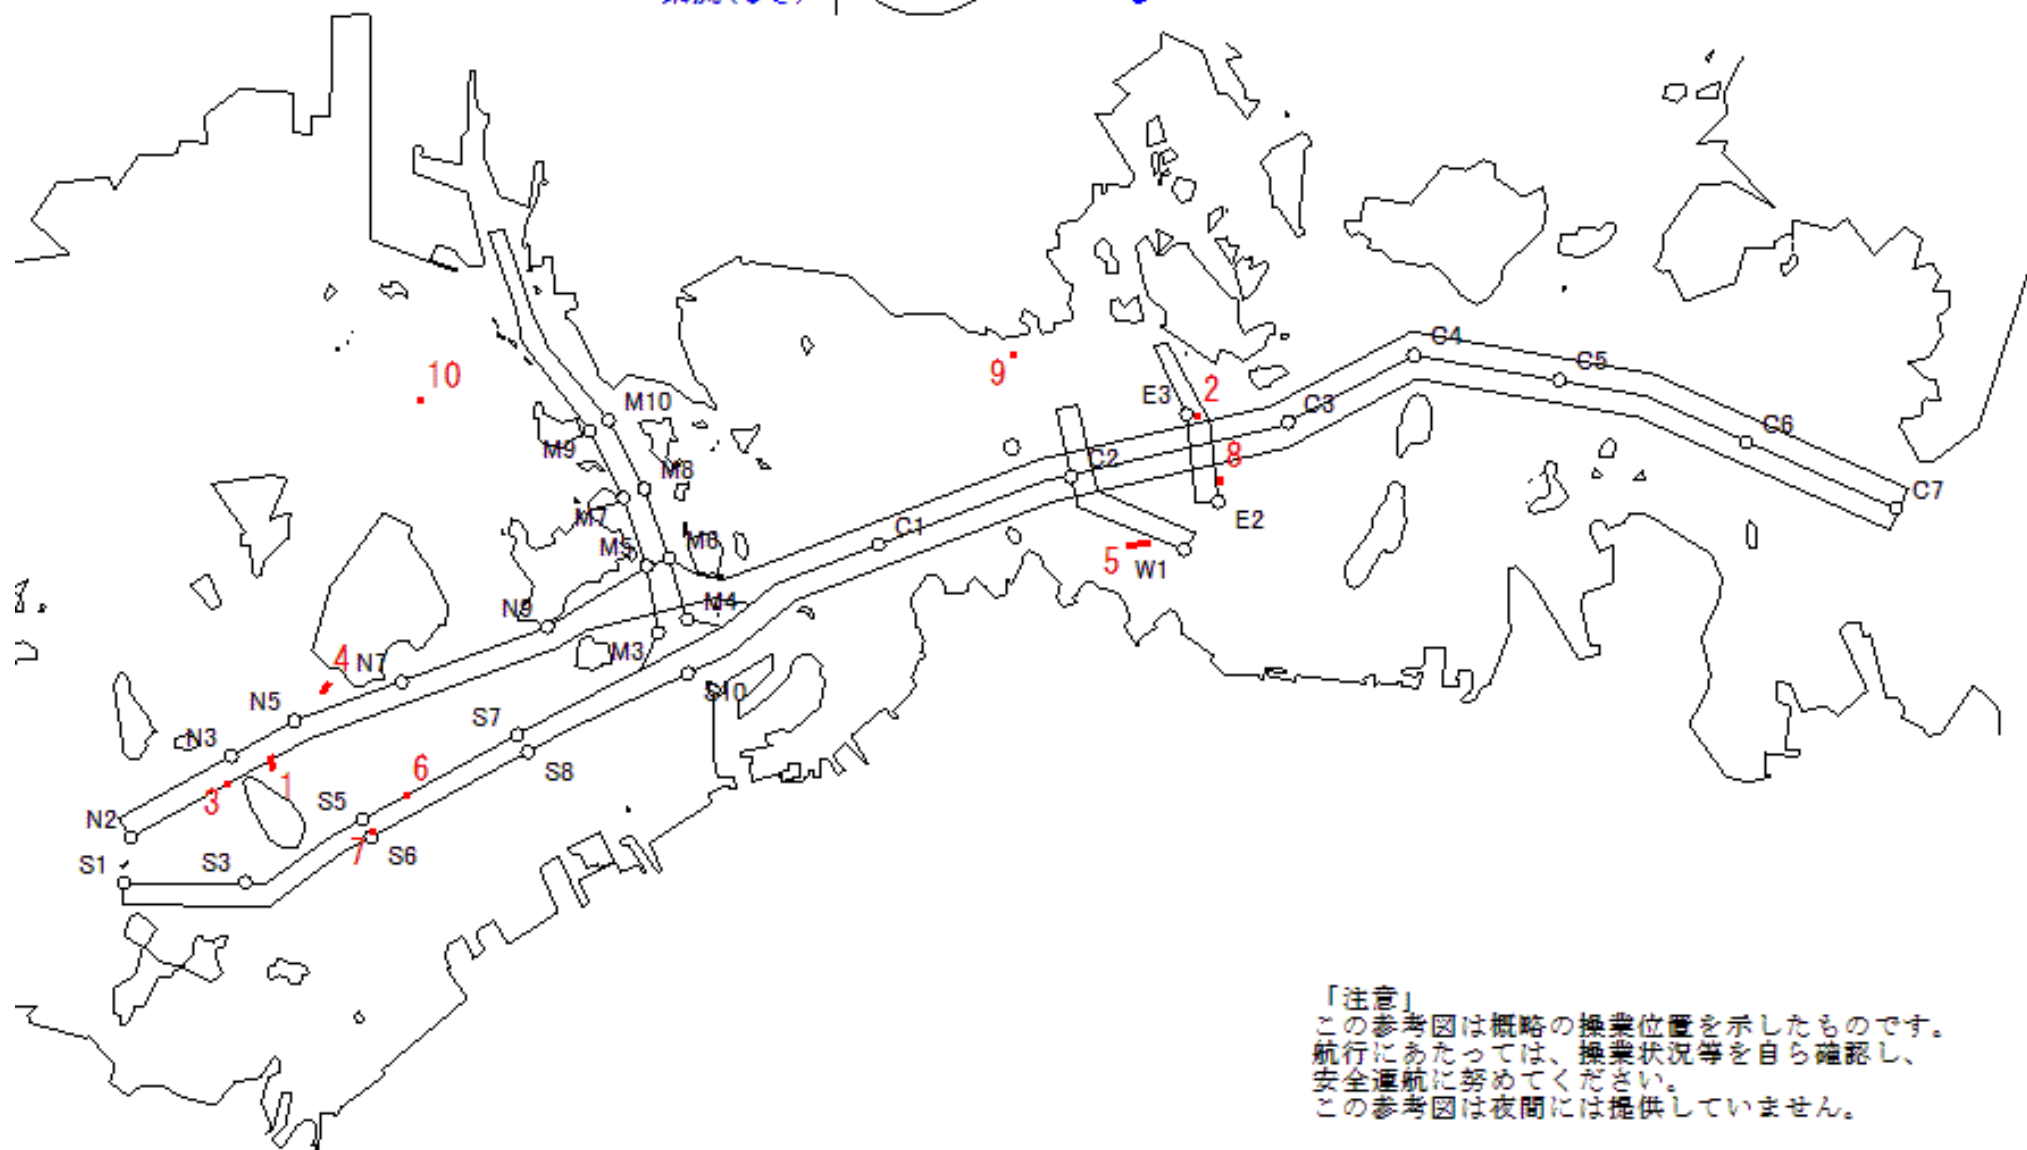 C4
C5
10
9
E3
2
M10
C3
C6
M9
8
C2
M8
C7
M7
E2
C1
M5
M6
5
W1
N9
M4
4
N7
M3
S10
N5
S7
N3
6
S8
1
3
S5
N2
7
S6
S1
S3
「注意」
この参考図は概略の操業位置を示したものです。
航行にあたっては、操業状況等を自ら確認し、
安全運航に努めてください。
この参考図は夜間には提供していません。